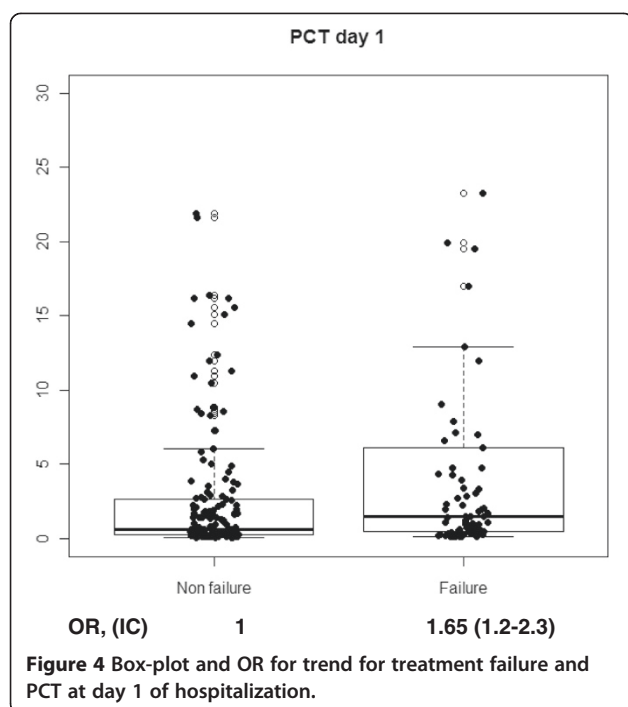 PCT day 1
30
25
20
15
10
5
0
Non failure Failure
OR, (IC) 1 1.65 (1.2-2.3)
Figure 4 Box-plot and OR for trend for treatment failure and
PCT at day 1 of hospitalization.